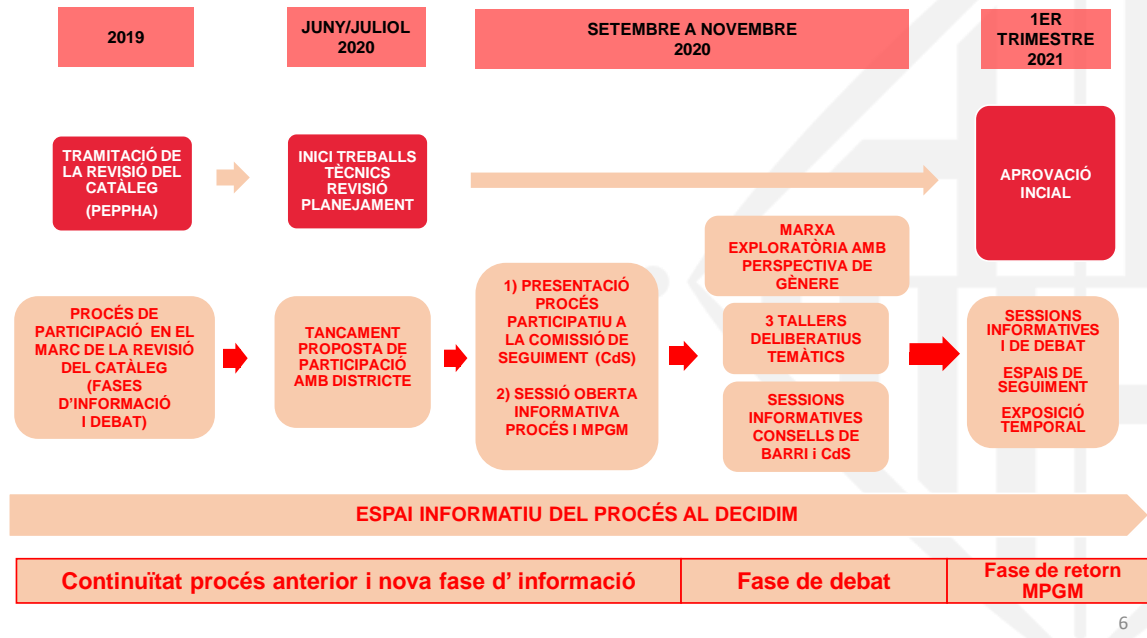 2019
JUNY/JULIOL
2020
SETEMBRE A NOVEMBRE
2020
1ER
TRIMESTRE
2021
TRAMITACIÓ DE
LA REVISIÓ DEL
CATÀLEG
(PEPPHA)
INICI TREBALLS
TÈCNICS
REVISIÓ
PLANEJAMENT
APROVACIÓ
INCIAL
PROCÉS DE
PARTICIPACIÓ EN EL
MARC DE LA REVISIÓ
DEL CATÀLEG
(FASES
D'INFORMACIÓ
I DEBAT)
TANCAMENT
PROPOSTA DE
PARTICIPACIÓ
AMB DISTRICTE
1) PRESENTACIÓ
PROCÉS
PARTICIPATIU A
LA COMISSIÓ DE
SEGUIMENT (CdS)
2) SESSIÓ OBERTA
INFORMATIVA
PROCÉS I MPGM
MARXA
EXPLORATÒRIA AMB
PERSPECTIVA DE
GÈNERE
3 TALLERS
DELIBERATIUS
TEMÀTICS
SESSIONS
INFORMATIVES
CONSELLS DE
BARRI i CdS
SESSIONS
INFORMATIVES
I DE DEBAT
ESPAIS DE
SEGUIMENT
EXPOSICIÓ
TEMPORAL
ESPAI INFORMATIU DEL PROCÉS AL DECIDIM
Continuïtat procés anterior i nova fase d' informació
Fase de debat
Fase de retorn
MPGM
6